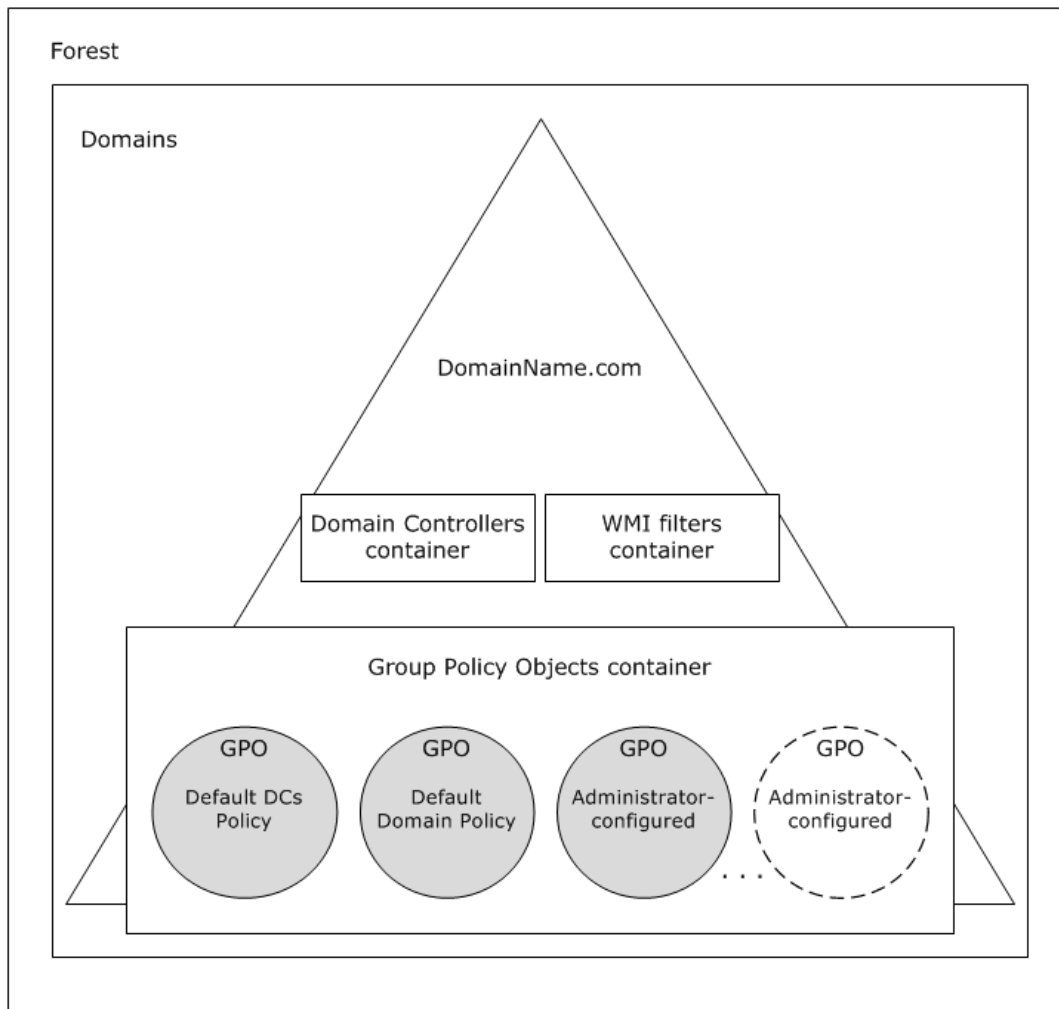 Forest
Domains
DomainName.com
Domain Controllers
container
WMI filters
container
Group Policy Objects container
GPO
Default DCs
Policy
GPO
Default
Domain Policy
GPO
Administrator-
configured
. . .
GPO
Administrator-
configured